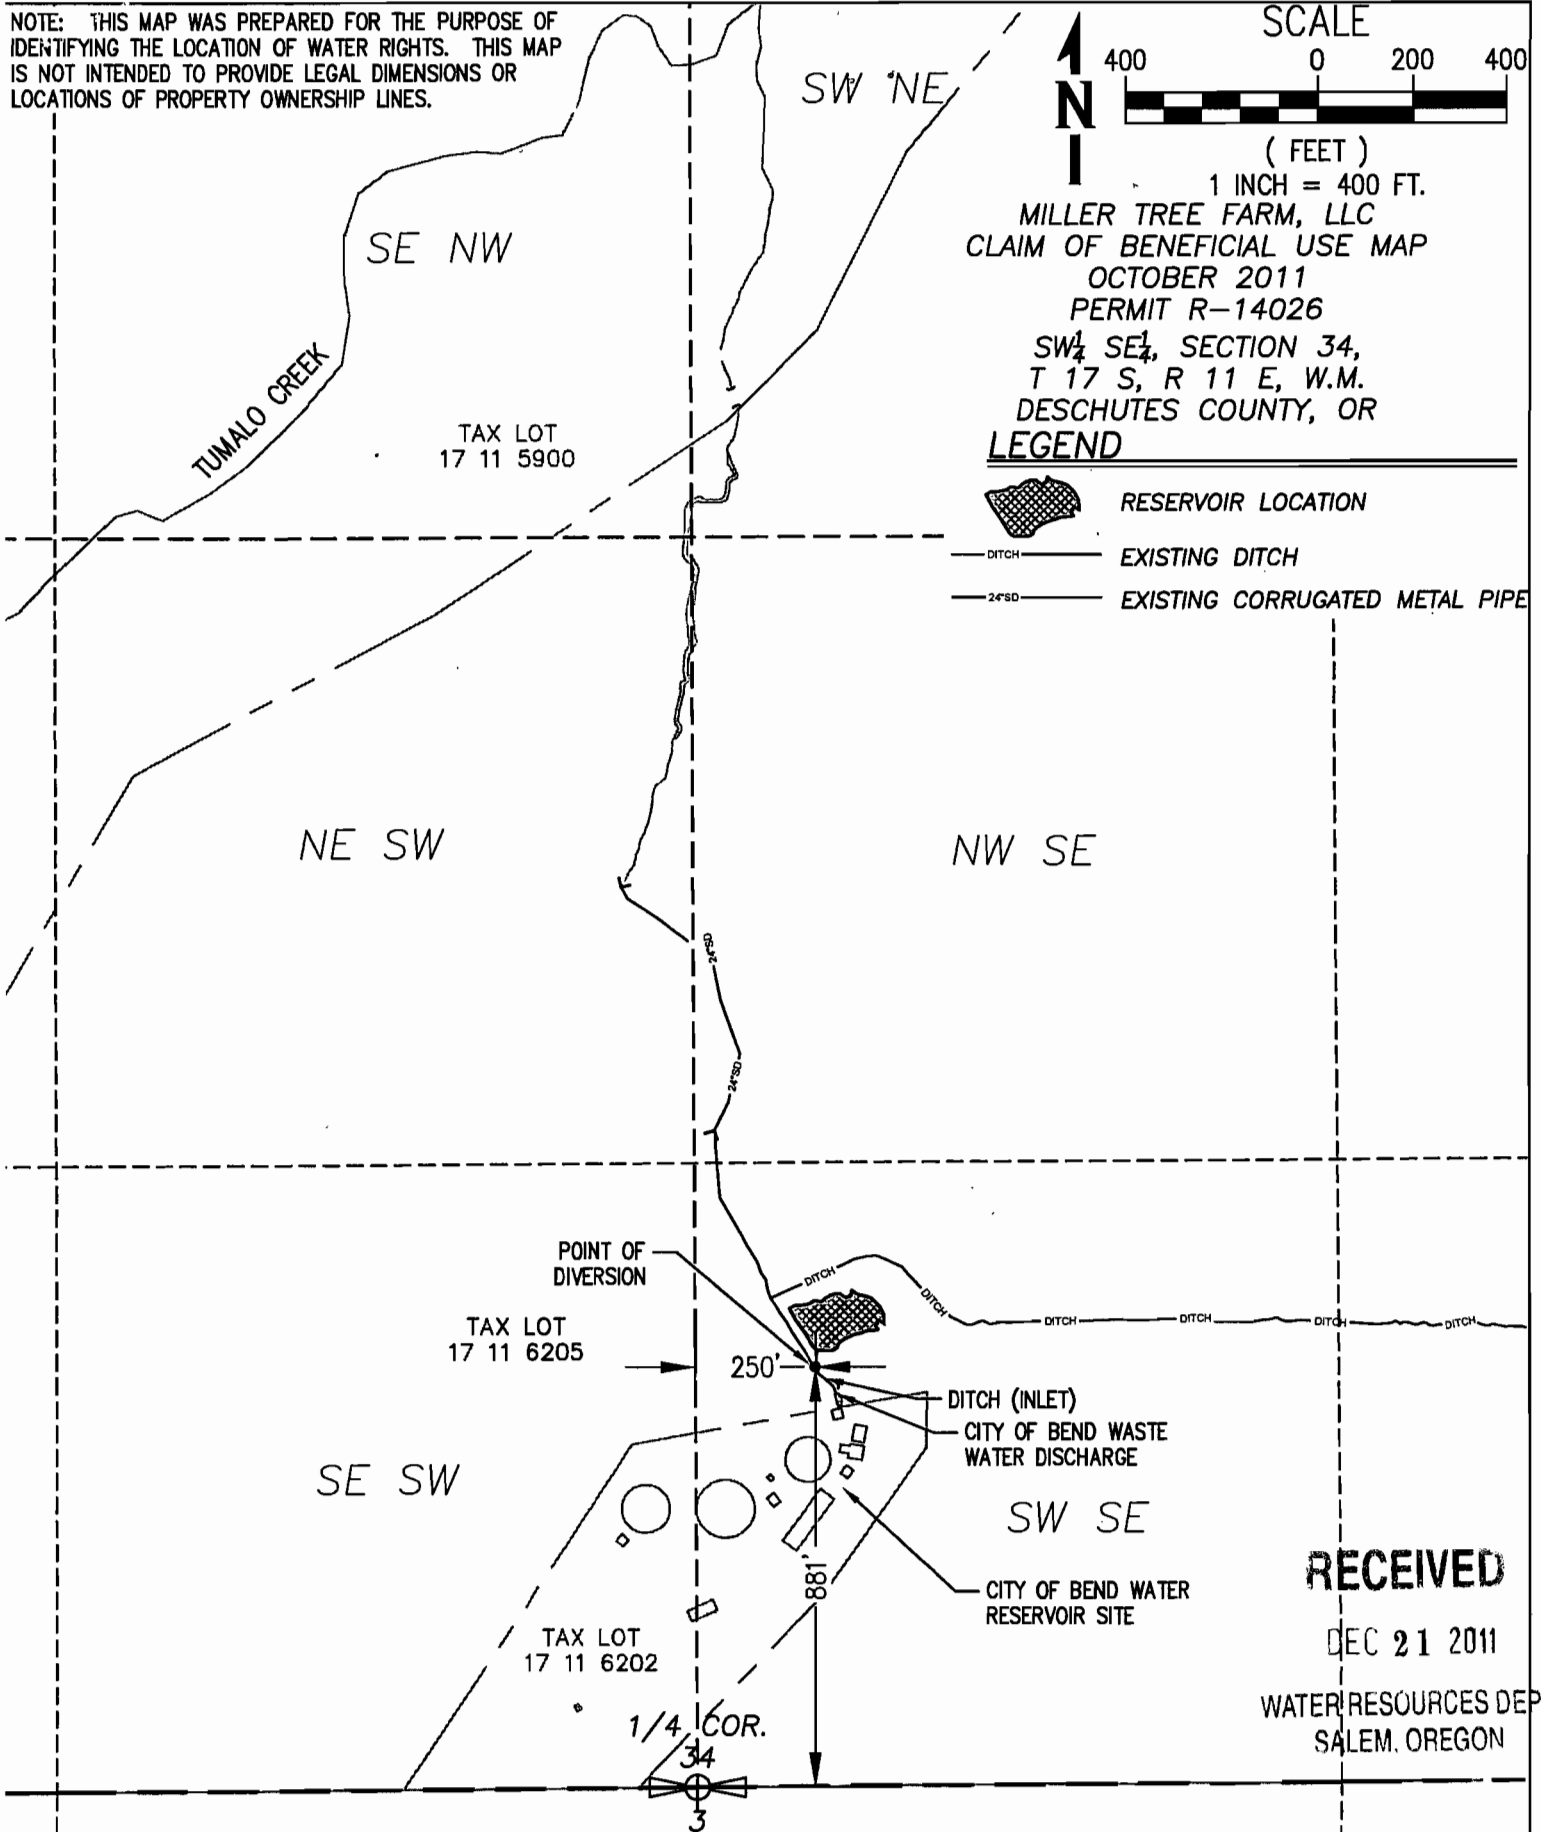 NOTE: THIS MAP WAS PREPARED FOR THE PURPOSE OF
IDENTIFYING THE LOCATION OF WATER RIGHTS. THIS MAP
IS NOT INTENDED TO PROVIDE LEGAL DIMENSIONS OR
LOCATIONS OF PROPERTY OWNERSHIP LINES.
SCALE
400 0 200 400
( FEET )
1 INCH = 400 FT.
N
MILLER TREE FARM, LLC
CLAIM OF BENEFICIAL USE MAP
OCTOBER 2011
PERMIT R-14026
SW¼ SE¼, SECTION 34,
T 17 S, R 11 E, W.M.
DESCHUTES COUNTY, OR
LEGEND
RESERVOIR LOCATION
DITCH EXISTING DITCH
24"SD EXISTING CORRUGATED METAL PIPE
SW NE
SE NW
TUMALO CREEK
TAX LOT
17 11 5900
NE SW
NW SE
24"SD
24"SD
POINT OF
DIVERSION
DITCH
DITCH
DITCH
DITCH
DITCH
DITCH
TAX LOT
17 11 6205
250'
DITCH (INLET)
CITY OF BEND WASTE
WATER DISCHARGE
SE SW
SW SE
881'
CITY OF BEND WATER
RESERVOIR SITE
TAX LOT
17 11 6202
1/4 COR.
34
3
RECEIVED
DEC 21 2011
WATER RESOURCES DEP
SALEM, OREGON